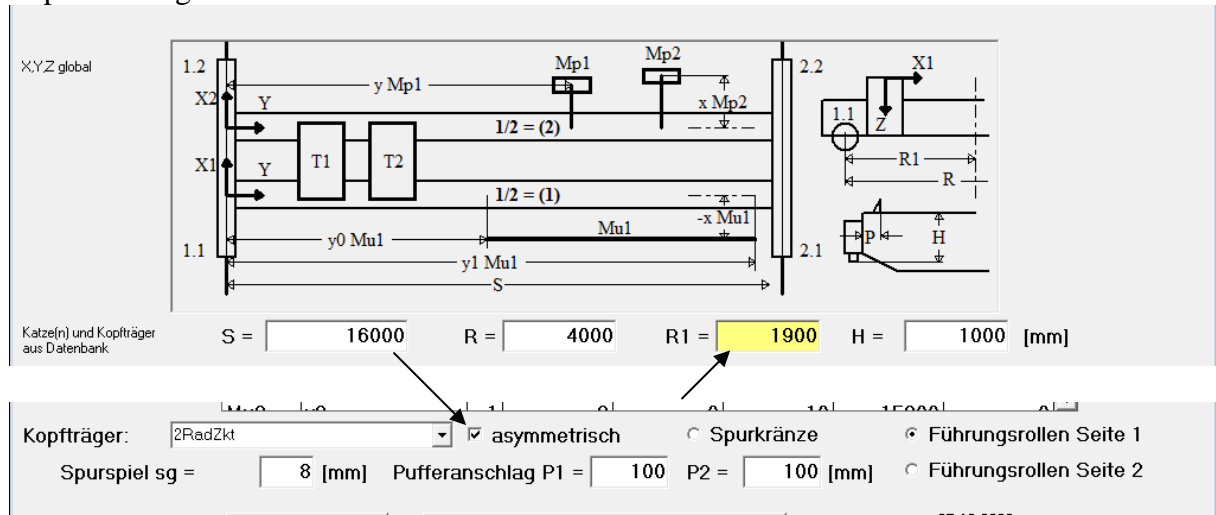 X,Y,Z global
1.2
X2
Y
y Mp1
Mp1
Mp2
x Mp2
2.2
1/2 = (2)
X1
Y
T1
T2
1/2 = (1)
-x Mu1
Mu1
y0 Mu1
1.1
y1 Mu1
2.1
S
X1
1.1
Z
R1
R
P
H
Katze(n) und Kopfträger
aus Datenbank
S = 16000 R = 4000 R1 = 1900 H = 1000 [mm]
Kopfträger: 2RadZkt asymmetrisch Spurkränze Führungsrollen Seite 1
Spurspiel sg = 8 [mm] Pufferanschlag P1 = 100 P2 = 100 [mm] Führungsrollen Seite 2